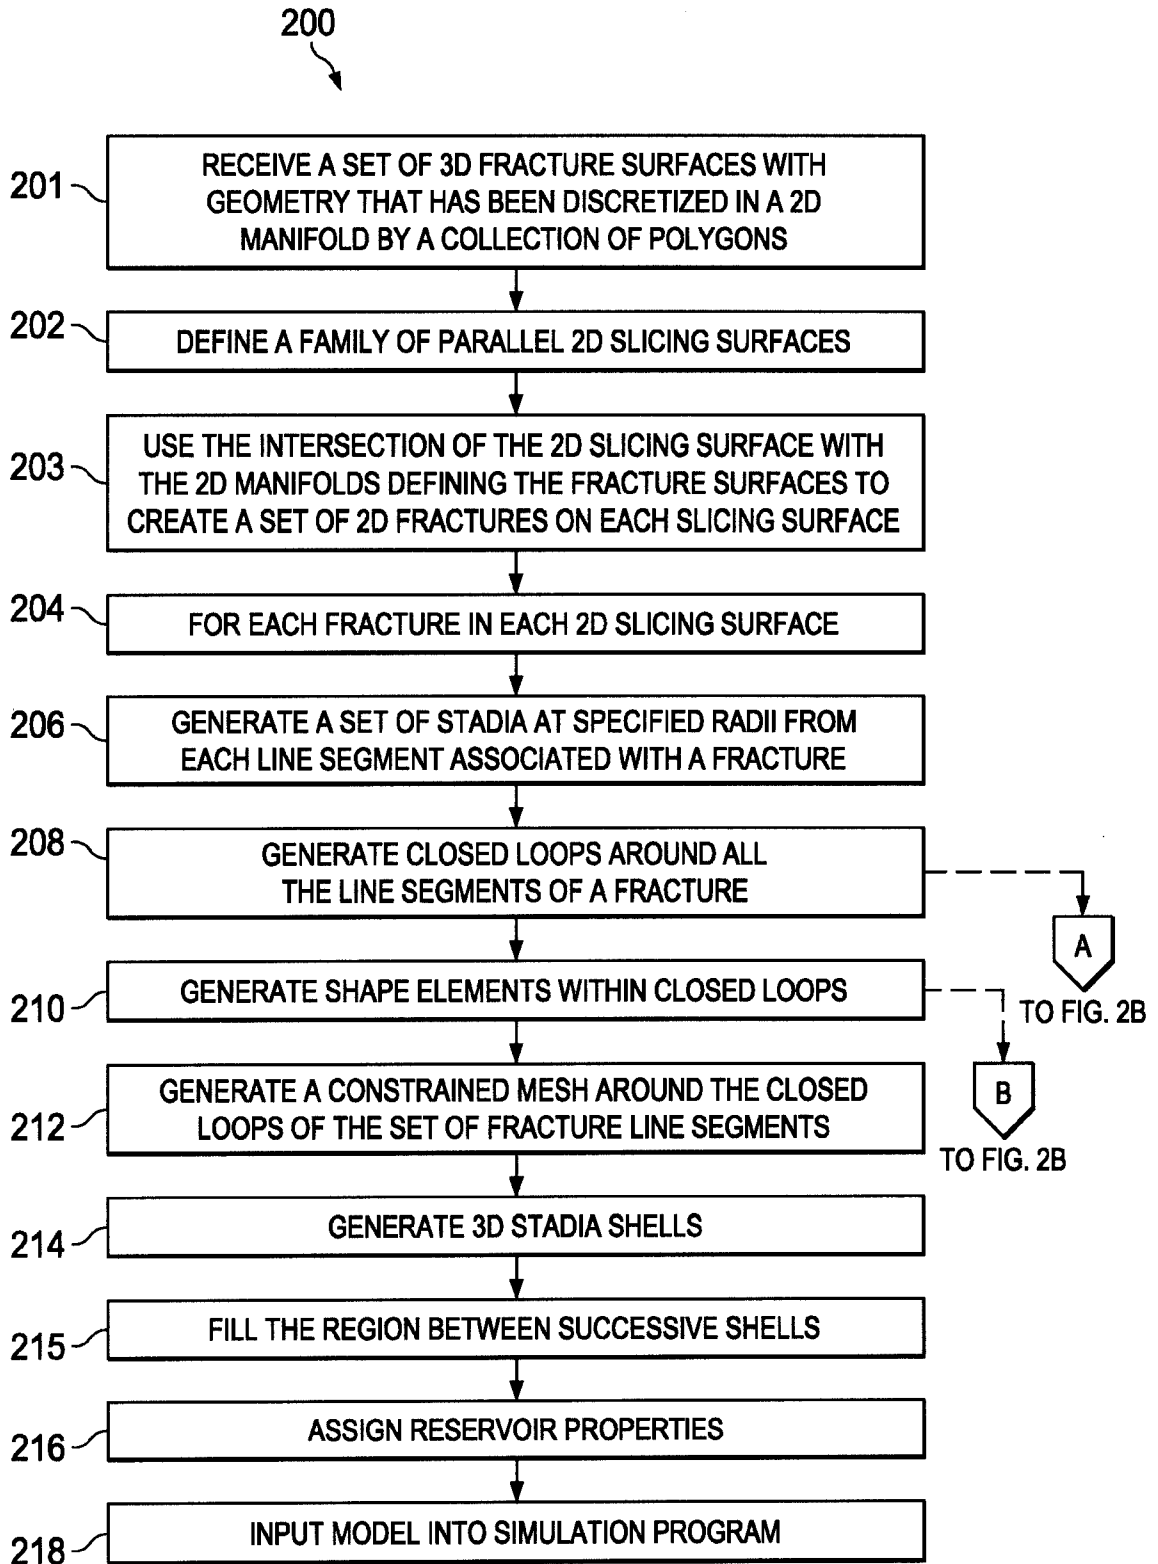 200
201
RECEIVE A SET OF 3D FRACTURE SURFACES WITH
GEOMETRY THAT HAS BEEN DISCRETIZED IN A 2D
MANIFOLD BY A COLLECTION OF POLYGONS
202
DEFINE A FAMILY OF PARALLEL 2D SLICING SURFACES
203
USE THE INTERSECTION OF THE 2D SLICING SURFACE WITH
THE 2D MANIFOLDS DEFINING THE FRACTURE SURFACES TO
CREATE A SET OF 2D FRACTURES ON EACH SLICING SURFACE
204
FOR EACH FRACTURE IN EACH 2D SLICING SURFACE
206
GENERATE A SET OF STADIA AT SPECIFIED RADII FROM
EACH LINE SEGMENT ASSOCIATED WITH A FRACTURE
208
GENERATE CLOSED LOOPS AROUND ALL
THE LINE SEGMENTS OF A FRACTURE
A
TO FIG. 2B
210
GENERATE SHAPE ELEMENTS WITHIN CLOSED LOOPS
B
TO FIG. 2B
212
GENERATE A CONSTRAINED MESH AROUND THE CLOSED
LOOPS OF THE SET OF FRACTURE LINE SEGMENTS
214
GENERATE 3D STADIA SHELLS
215
FILL THE REGION BETWEEN SUCCESSIVE SHELLS
216
ASSIGN RESERVOIR PROPERTIES
218
INPUT MODEL INTO SIMULATION PROGRAM